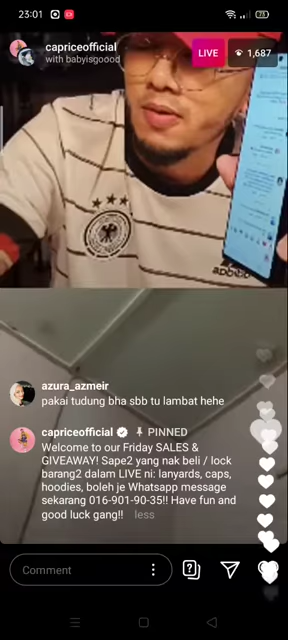 23:01
73
capriceofficial
with babyisgoood
LIVE
1,687
adidas
azura_azmeir
pakai tudung bha sbb tu lambat hehe
capriceofficial PINNED
Welcome to our Friday SALES &
GIVEAWAY! Sape2 yang nak beli / lock
barang2 dalam LIVE ni: lanyards, caps,
hoodies, boleh je Whatsapp message
sekarang 016-901-90-35!! Have fun and
good luck gang!! less
Comment